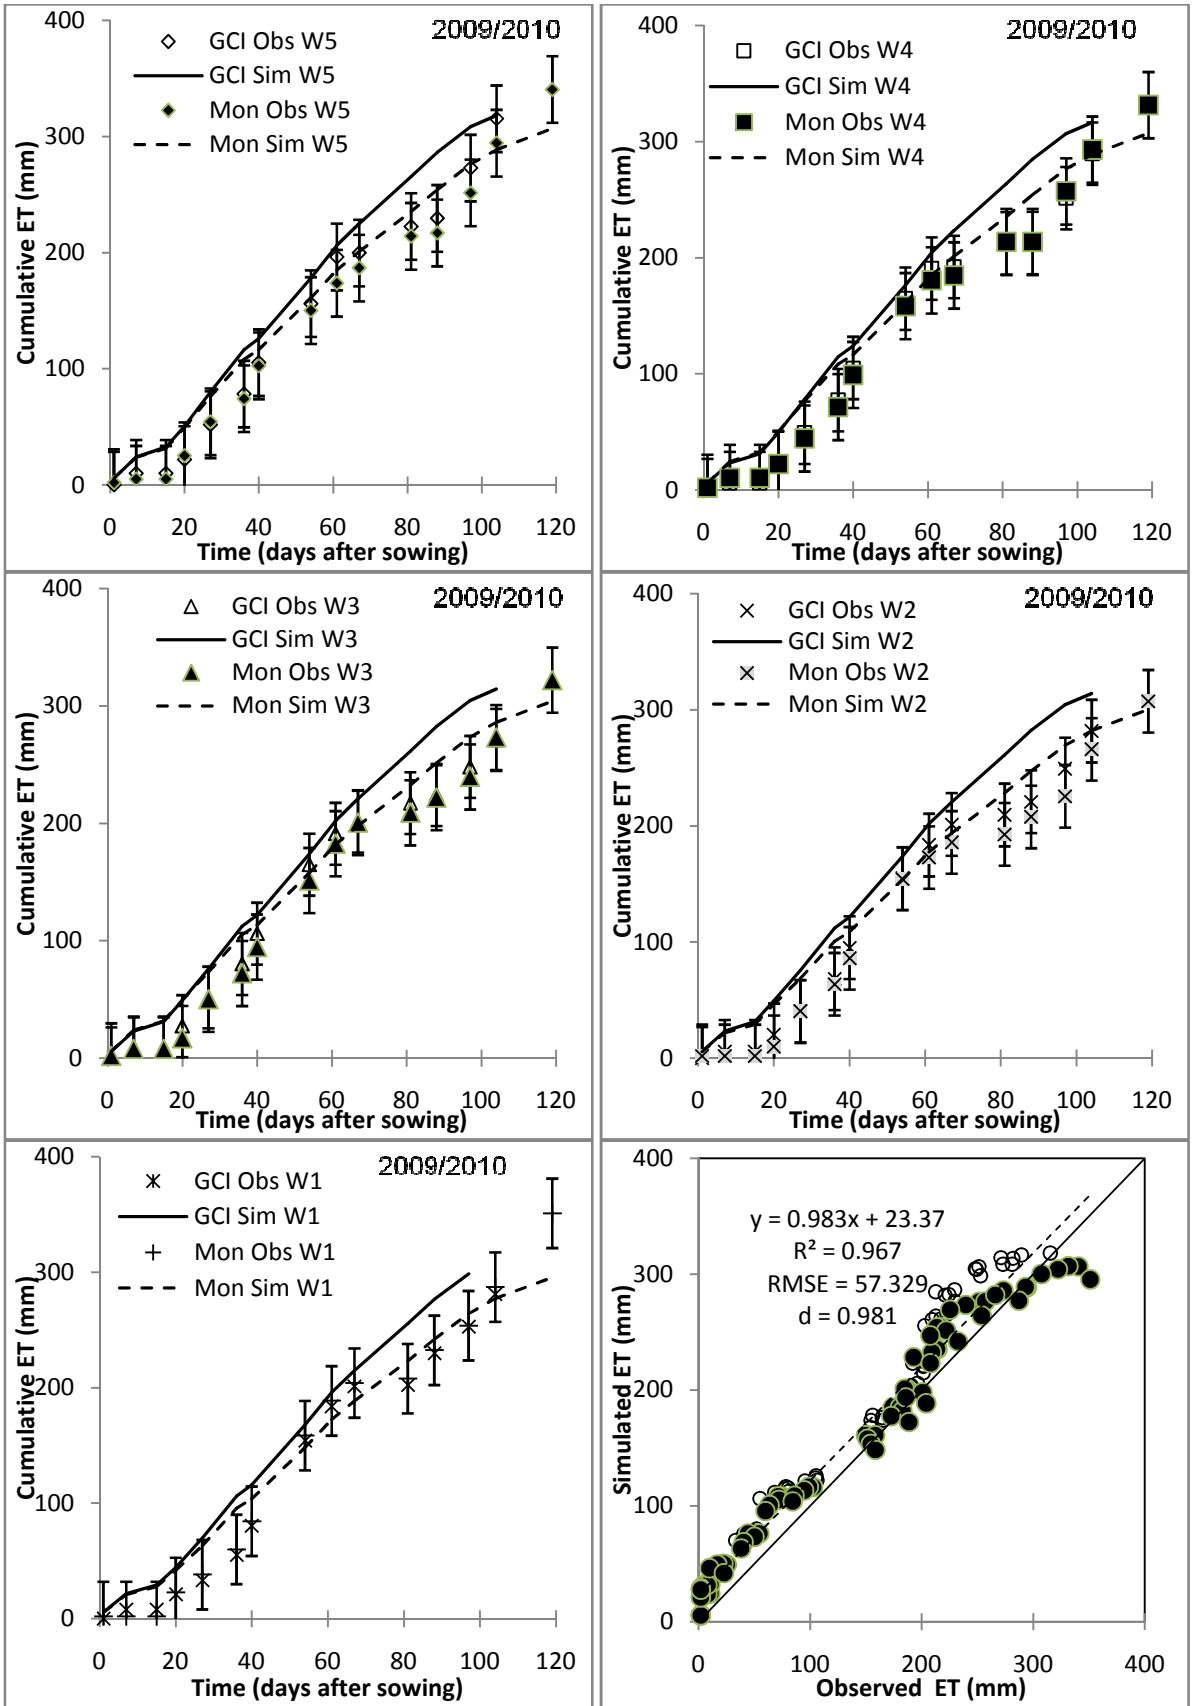 400
300
200
100
0
Cumulative ET (mm)
GCI Obs W5
GCI Sim W5
Mon Obs W5
Mon Sim W5
2009/2010
0 20 40 60 80 100 120
Time (days after sowing)
400
300
200
100
0
Cumulative ET (mm)
GCI Obs W4
GCI Sim W4
Mon Obs W4
Mon Sim W4
2009/2010
0 20 40 60 80 100 120
Time (days after sowing)
400
300
200
100
0
Cumulative ET (mm)
GCI Obs W3
GCI Sim W3
Mon Obs W3
Mon Sim W3
2009/2010
0 20 40 60 80 100 120
Time (days after sowing)
400
300
200
100
0
Cumulative ET (mm)
GCI Obs W2
GCI Sim W2
Mon Obs W2
Mon Sim W2
2009/2010
0 20 40 60 80 100 120
Time (days after sowing)
400
300
200
100
0
Cumulative ET (mm)
GCI Obs W1
GCI Sim W1
Mon Obs W1
Mon Sim W1
2009/2010
0 20 40 60 80 100 120
Time (days after sowing)
400
300
200
100
0
Simulated ET (mm)
y = 0.983x + 23.37
R² = 0.967
RMSE = 57.329
d = 0.981
0 100 200 300 400
Observed ET (mm)